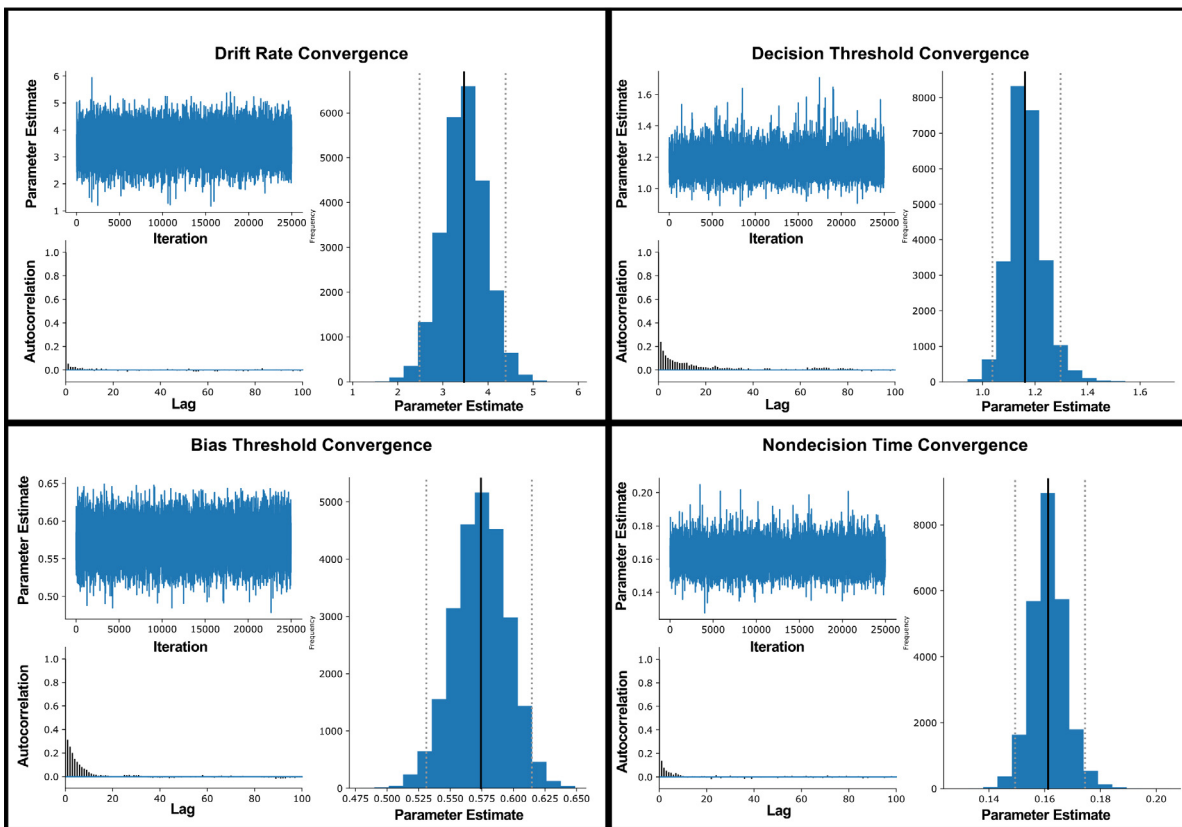 Drift Rate Convergence
Parameter Estimate
6
5
4
3
2
1
0 5000 10000 15000 20000 25000
Iteration
Autocorrelation
1.0
0.8
0.6
0.4
0.2
0.0
0 20 40 60 80 100
Lag
Frequency
6000
5000
4000
3000
2000
1000
0
1 2 3 4 5 6
Parameter Estimate
Decision Threshold Convergence
Parameter Estimate
1.6
1.4
1.2
1.0
0 5000 10000 15000 20000 25000
Iteration
Autocorrelation
1.0
0.8
0.6
0.4
0.2
0.0
0 20 40 60 80 100
Lag
Frequency
8000
6000
4000
2000
0
1.0 1.2 1.4 1.6
Parameter Estimate
Bias Threshold Convergence
Parameter Estimate
0.65
0.60
0.55
0.50
0 5000 10000 15000 20000 25000
Iteration
Autocorrelation
1.0
0.8
0.6
0.4
0.2
0.0
0 20 40 60 80 100
Lag
Frequency
5000
4000
3000
2000
1000
0
0.475 0.500 0.525 0.550 0.575 0.600 0.625 0.650
Parameter Estimate
Nondecision Time Convergence
Parameter Estimate
0.20
0.18
0.16
0.14
0 5000 10000 15000 20000 25000
Iteration
Autocorrelation
1.0
0.8
0.6
0.4
0.2
0.0
0 20 40 60 80 100
Lag
Frequency
8000
6000
4000
2000
0
0.14 0.16 0.18 0.20
Parameter Estimate